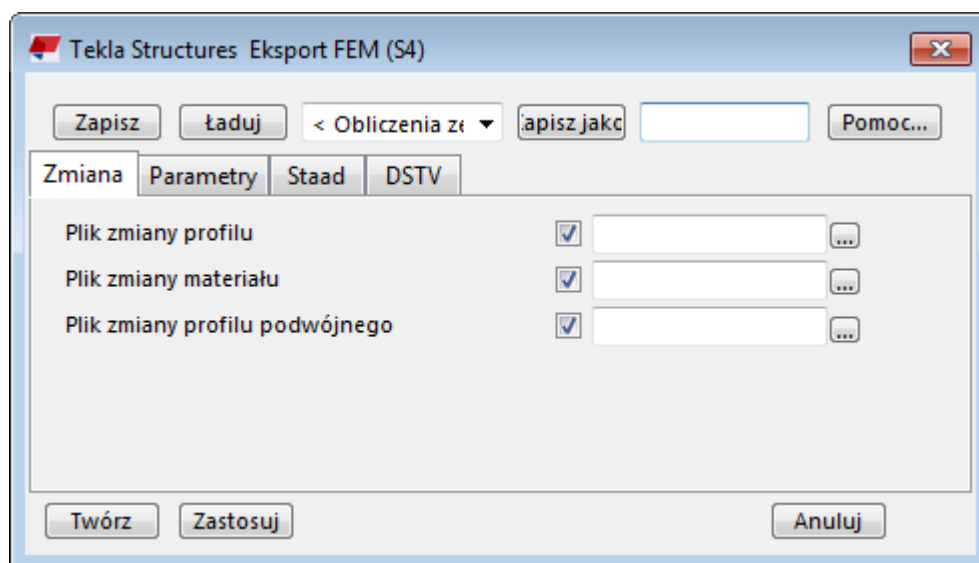 Tekla Structures Eksport FEM (S4)
Zapisz Ładuj < Obliczenia ze apisz jako Pomoc...
Zmiana Parametry Staad DSTV
Plik zmiany profilu ...
Plik zmiany materiału ...
Plik zmiany profilu podwójnego ...
Twórz Zastosuj Anuluj